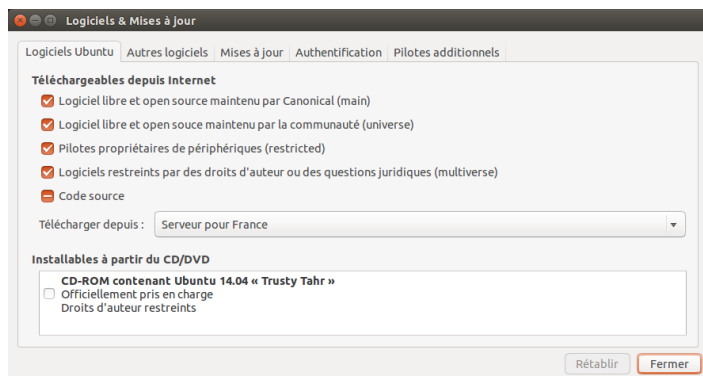 Logiciels & Mises à jour
Logiciels Ubuntu Autres logiciels Mises à jour Authentification Pilotes additionnels
Téléchargeables depuis Internet
Logiciel libre et open source maintenu par Canonical (main)
Logiciel libre et open souce maintenu par la communauté (universe)
Pilotes propriétaires de périphériques (restricted)
Logiciels restreints par des droits d'auteur ou des questions juridiques (multiverse)
Code source
Télécharger depuis : Serveur pour France
Installables à partir du CD/DVD
CD-ROM contenant Ubuntu 14.04 « Trusty Tahr »
Officiellement pris en charge
Droits d'auteur restreints
Rétablir Fermer